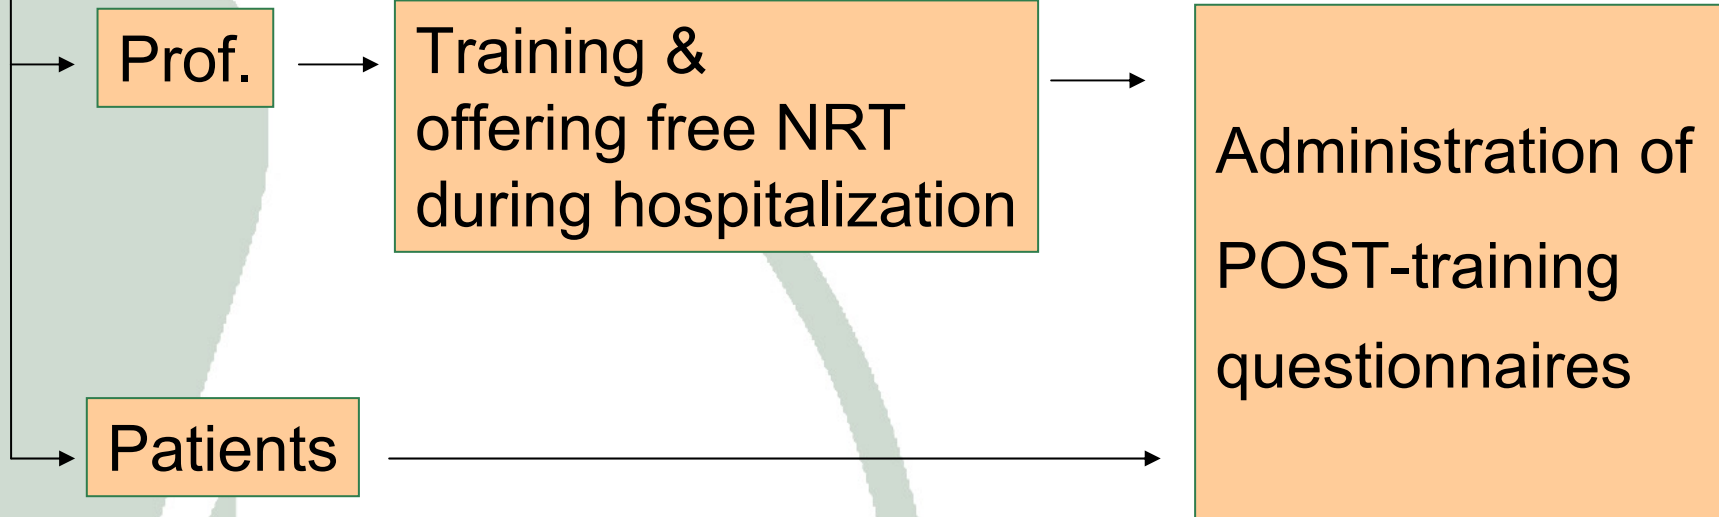 Prof.
Training &
offering free NRT
during hospitalization
Administration of
POST-training
questionnaires
Patients